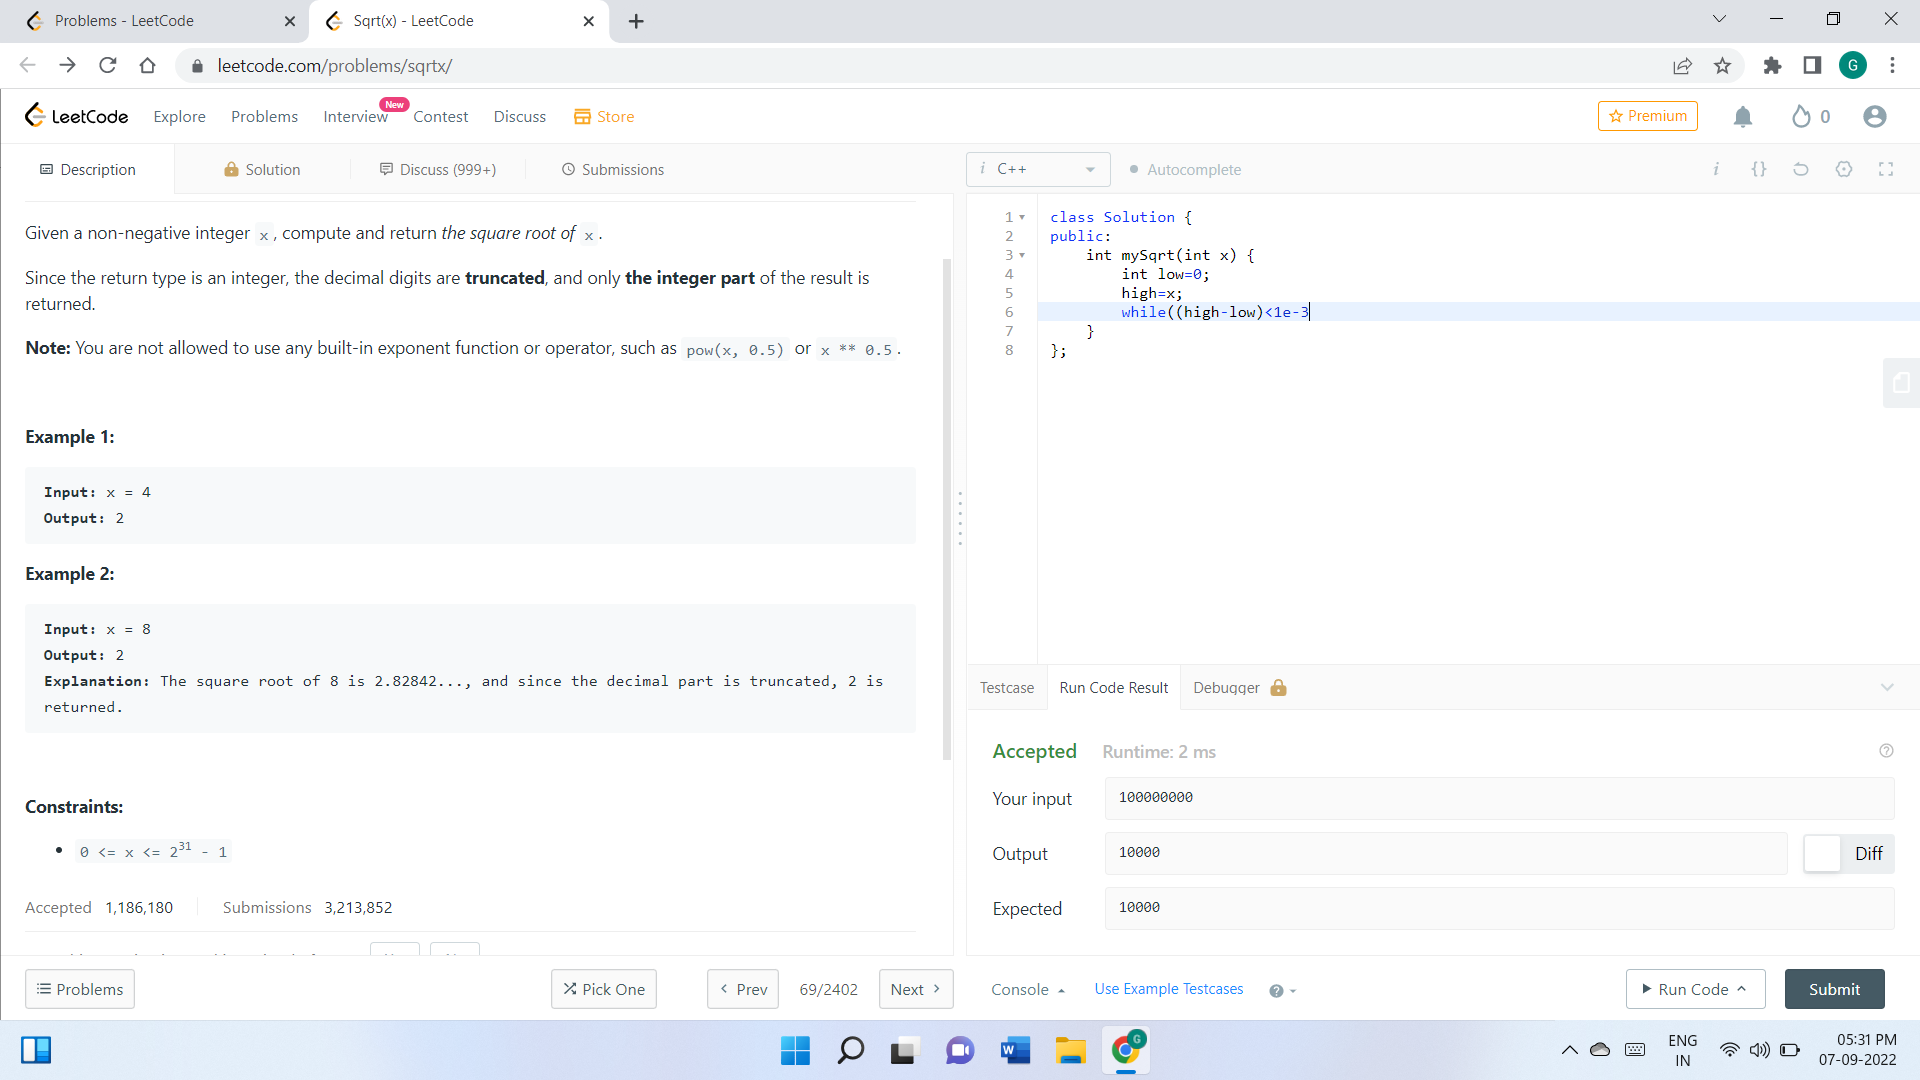 Problems - LeetCode
Sqrt(x) - LeetCode
leetcode.com/problems/sqrtx/
G
LeetCode Explore Problems Interview New Contest Discuss Store
Premium 0
Description Solution Discuss (999+) Submissions
i C++ Autocomplete
Given a non-negative integer x, compute and return the square root of x.
Since the return type is an integer, the decimal digits are truncated, and only the integer part of the result is
returned.
Note: You are not allowed to use any built-in exponent function or operator, such as pow(x, 0.5) or x ** 0.5.
Example 1:
Input: x = 4
Output: 2
Example 2:
Input: x = 8
Output: 2
Explanation: The square root of 8 is 2.82842..., and since the decimal part is truncated, 2 is
returned.
Constraints:
0 <= x <= 2^31 - 1
Accepted 1,186,180 Submissions 3,213,852
Problems Pick One Prev 69/2402 Next
1 class Solution {
2 public:
3 int mySqrt(int x) {
4 int low=0;
5 high=x;
6 while((high-low)<1e-3
7 }
8 };
Testcase Run Code Result Debugger
Accepted Runtime: 2 ms
Your input 100000000
Output 10000 Diff
Expected 10000
Console Use Example Testcases Run Code Submit
W G
ENG
IN
05:31 PM
07-09-2022